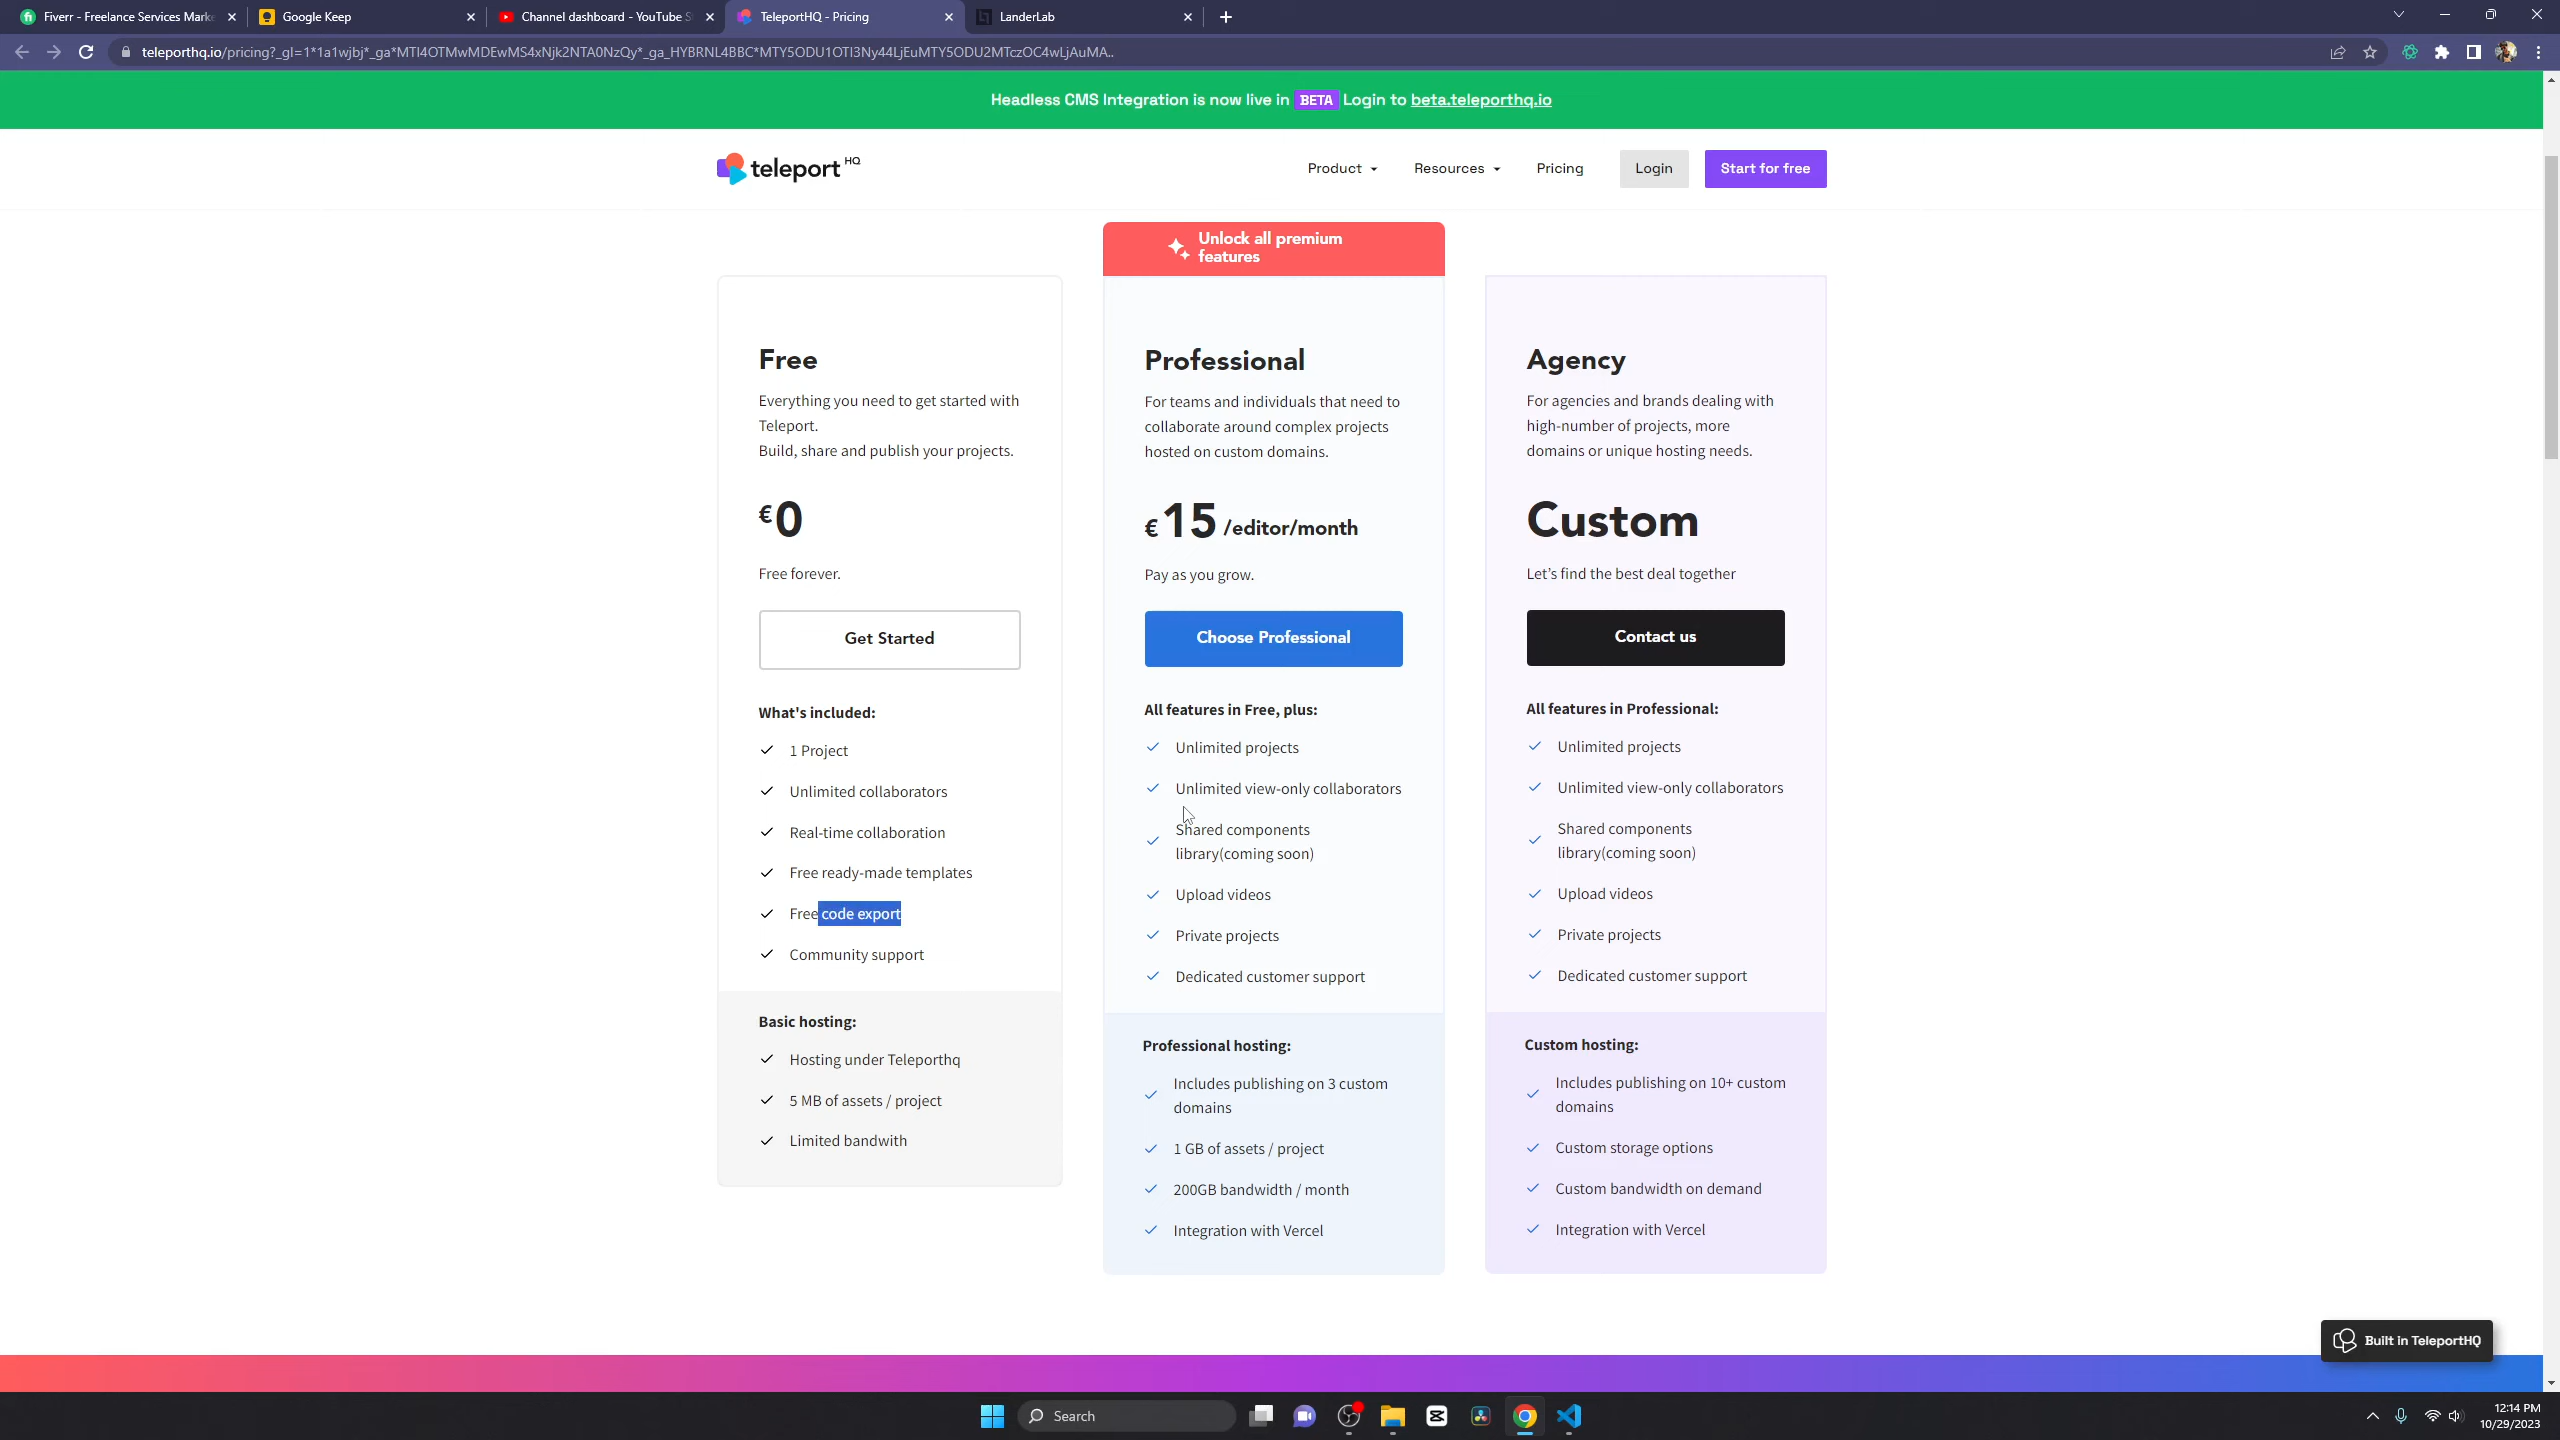 Fiverr - Freelance Services Marke
Google Keep
Channel dashboard - YouTube S
TeleportHQ - Pricing
LanderLab
teleporthq.io/pricing?_gl=1*1a1wjbj*_ga*MTI4OTMwMDEwMS4xNjk2NTA0NzQy*_ga_HYBRNL4BBC*MTY5ODU1OTI3Ny44LjEuMTY5ODU2MTczOC4wLjAuMA..
Headless CMS Integration is now live in BETA Login to beta.teleporthq.io
teleport HQ
Product
Resources
Pricing
Login
Start for free
Unlock all premium
features
Free
Everything you need to get started with
Teleport.
Build, share and publish your projects.
€0
Free forever.
Get Started
What's included:
1 Project
Unlimited collaborators
Real-time collaboration
Free ready-made templates
Free code export
Community support
Basic hosting:
Hosting under Teleporthq
5 MB of assets / project
Limited bandwith
Professional
For teams and individuals that need to
collaborate around complex projects
hosted on custom domains.
€ 15 /editor/month
Pay as you grow.
Choose Professional
All features in Free, plus:
Unlimited projects
Unlimited view-only collaborators
Shared components
library(coming soon)
Upload videos
Private projects
Dedicated customer support
Professional hosting:
Includes publishing on 3 custom
domains
1 GB of assets / project
200GB bandwidth / month
Integration with Vercel
Agency
For agencies and brands dealing with
high-number of projects, more
domains or unique hosting needs.
Custom
Let's find the best deal together
Contact us
All features in Professional:
Unlimited projects
Unlimited view-only collaborators
Shared components
library(coming soon)
Upload videos
Private projects
Dedicated customer support
Custom hosting:
Includes publishing on 10+ custom
domains
Custom storage options
Custom bandwidth on demand
Integration with Vercel
Built in TeleportHQ
Search
12:14 PM
10/29/2023